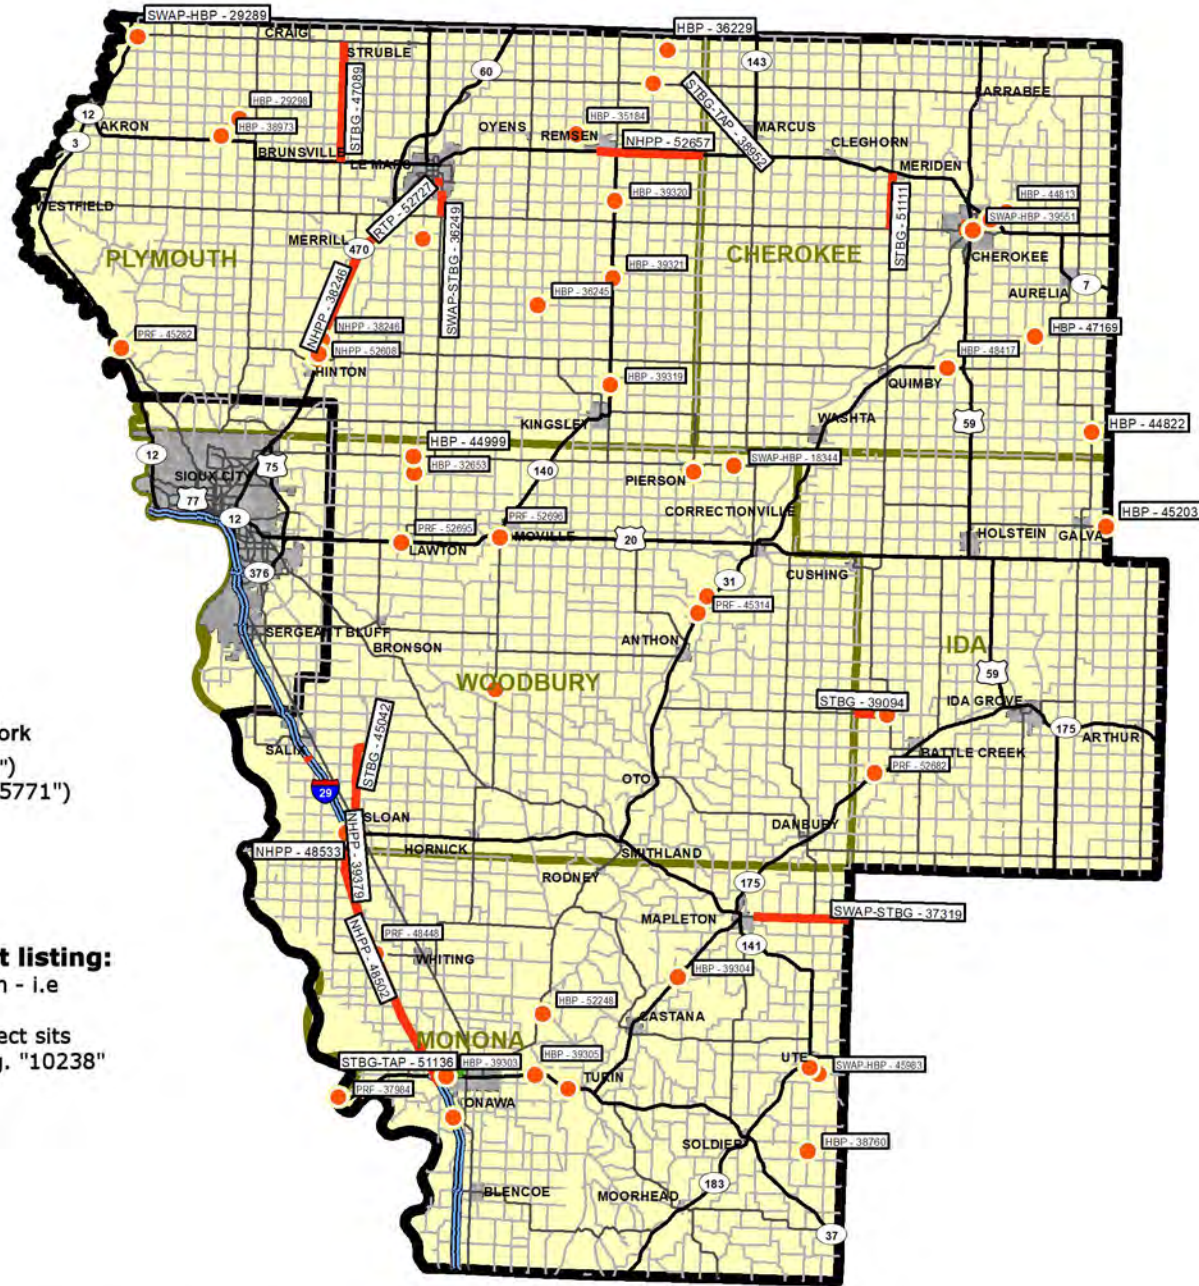 SWAP-HBP - 29289
HBP - 36229
CRAIG
STRUBLE
143
60
LARRABEE
STBG - 47089
HBP - 29298
12
AKRON
HBP - 38973
3
BRUNSVILLE
LE MARS
OYENS
HBP - 35184
REMSEN
NHPP - 52657
STBG-TAP - 38952
MARCUS
CLEGHORN
MERIDEN
HBP - 44813
SWAP-HBP - 39551
WESTFIELD
RTP - 52727
HBP - 39320
STBG - 51111
MERRILL
470
SWAP-STBG - 36249
PLYMOUTH
CHEROKEE
CHEROKEE
HBP - 39321
HBP - 36245
AURELIA
7
NHPP - 38246
NHPP - 38246
PRF - 45282
NHPP - 52608
HINTON
HBP - 47169
HBP - 48417
QUIMBY
HBP - 39319
KINGSLEY
WASHTA
59
HBP - 44822
12
HBP - 44999
HBP - 32653
75
SIOUX CITY
140
PIERSON
SWAP-HBP - 18344
77
12
PRF - 52695
PRF - 52696
CORRECTIONVILLE
HBP - 45203
LAWTON
MOVILLE
20
HOLSTEIN
GALVA
376
31
CUSHING
PRF - 45314
SERGEANT BLUFF
BRONSON
ANTHON
IDA
WOODBURY
59
STBG - 39094
IDA GROVE
175
ARTHUR
ork
STBG - 45042
SALIX
BATTLE CREEK
")
PRF - 52682
5771")
29
OTO
SLOAN
DANBURY
NHPP - 48533
NHPP - 39379
HORNICK
SMITHLAND
RODNEY
175
MAPLETON
SWAP-STBG - 37319
PRF - 48448
141
t listing:
NHPP - 48502
WHITING
HBP - 39304
n - i.e
HBP - 52248
CASTANA
ect sits
MONONA
g. "10238"
STBG-TAP - 51136
HBP - 39303
HBP - 39305
UTE
SWAP-HBP - 45983
PRF - 37984
TURIN
ONAWA
SOLDIER
HBP - 38760
BLENCOE
MOORHEAD
183
37